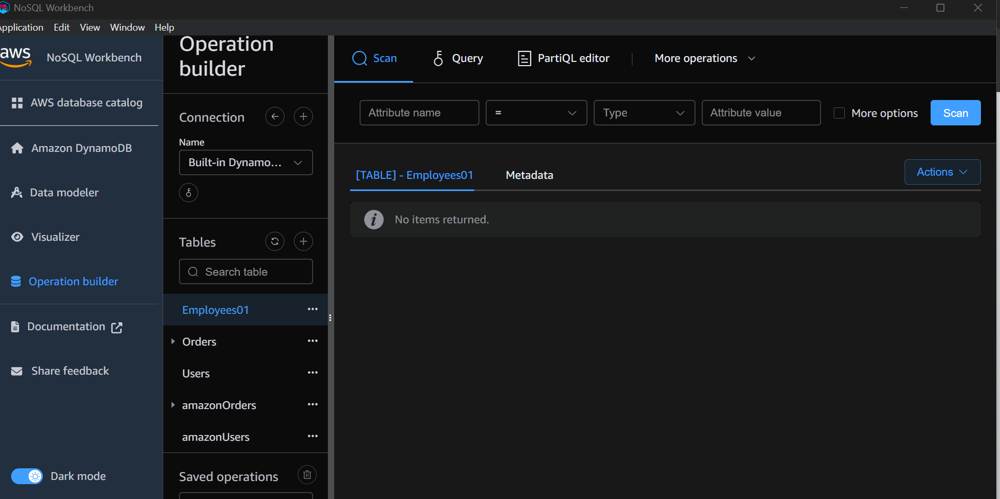 NoSQL Workbench
Application Edit View Window Help
aws NoSQL Workbench
AWS database catalog
Amazon DynamoDB
Data modeler
Visualizer
Operation builder
Documentation
Share feedback
Dark mode
Operation
builder
Connection
Name
Built-in Dynamo...
Tables
Search table
Employees01
Orders
Users
amazonOrders
amazonUsers
Saved operations
Scan Query PartiQL editor More operations
Attribute name = Type Attribute value More options Scan
[TABLE] - Employees01 Metadata Actions
No items returned.